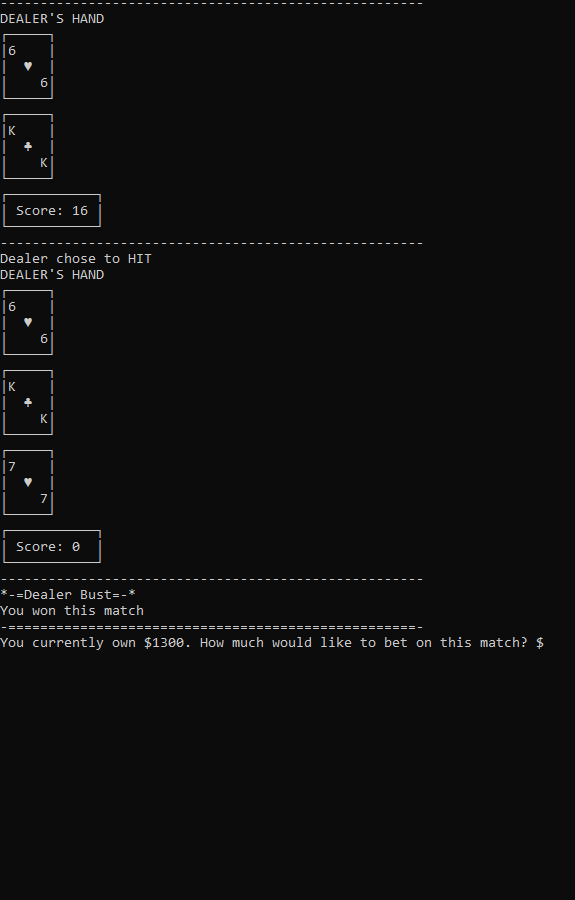 DEALER'S HAND
6
♥
6
K
♣
K
Score: 16
Dealer chose to HIT
DEALER'S HAND
6
♥
6
K
♣
K
7
♥
7
Score: 0
*-=Dealer Bust=-*
You won this match
You currently own $1300. How much would like to bet on this match? $